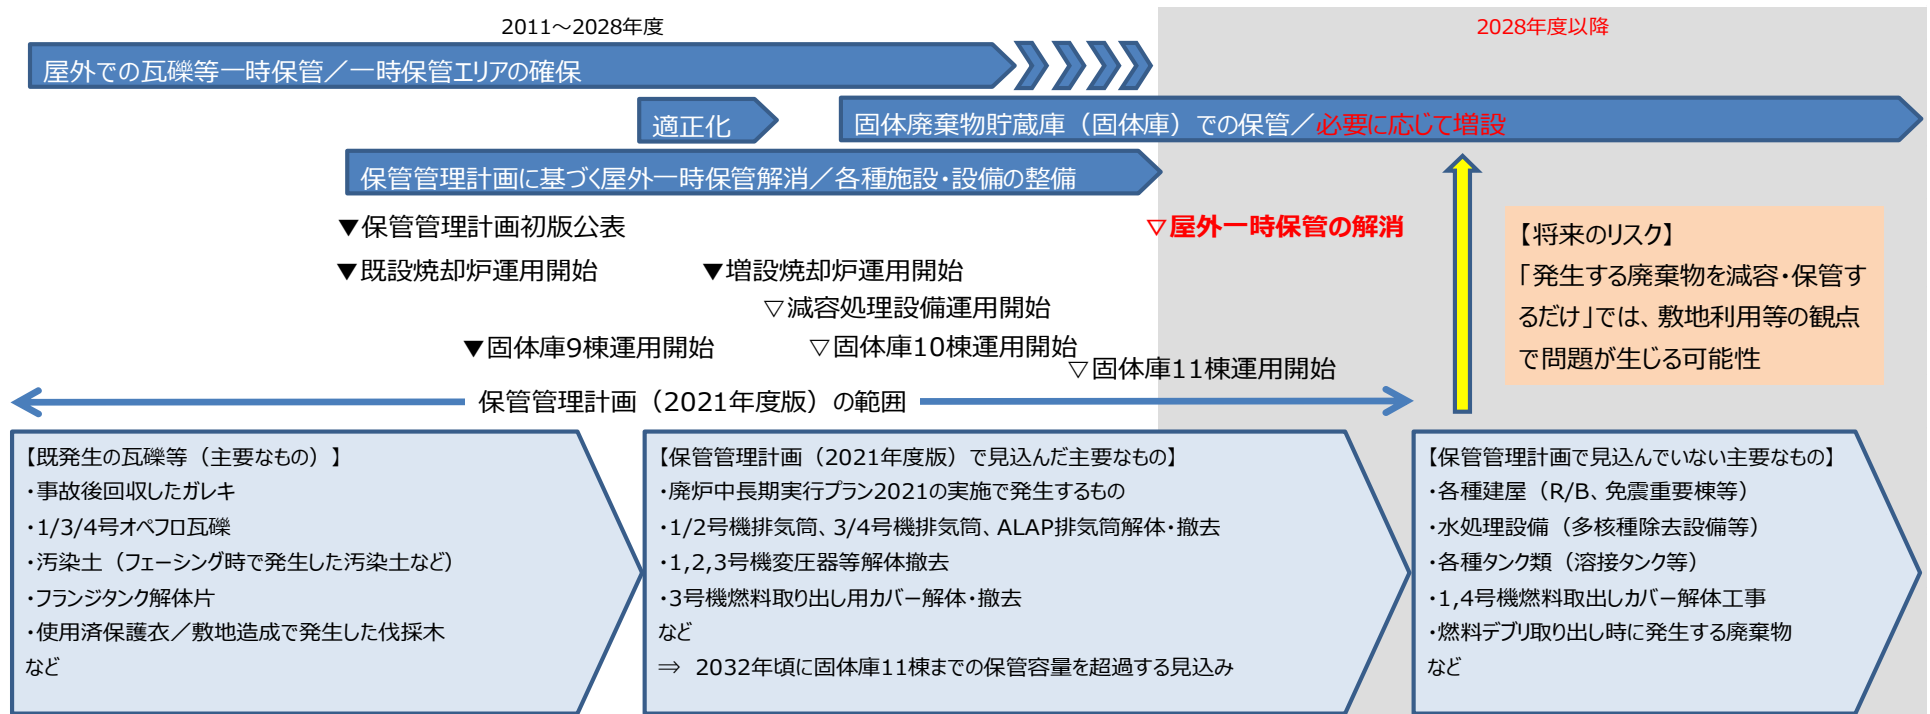 2011～2028年度
2028年度以降
屋外での瓦礫等一時保管／一時保管エリアの確保
適正化
固体廃棄物貯蔵庫（固体庫）での保管／必要に応じて増設
保管管理計画に基づく屋外一時保管解消／各種施設・設備の整備
▼保管管理計画初版公表
▽屋外一時保管の解消
▼既設焼却炉運用開始
▼増設焼却炉運用開始
▽減容処理設備運用開始
▼固体庫9棟運用開始
▽固体庫10棟運用開始
▽固体庫11棟運用開始
【将来のリスク】
「発生する廃棄物を減容・保管す
るだけ」では、敷地利用等の観点
で問題が生じる可能性
保管管理計画（2021年度版）の範囲
【既発生の瓦礫等（主要なもの）】
・事故後回収したガレキ
・1/3/4号オペフロ瓦礫
・汚染土（フェーシング時で発生した汚染土など）
・フランジタンク解体片
・使用済保護衣／敷地造成で発生した伐採木
など
【保管管理計画（2021年度版）で見込んだ主要なもの】
・廃炉中長期実行プラン2021の実施で発生するもの
・1/2号機排気筒、3/4号機排気筒、ALAP排気筒解体・撤去
・1,2,3号機変圧器等解体撤去
・3号機燃料取り出し用カバー解体・撤去
など
⇒ 2032年頃に固体庫11棟までの保管容量を超過する見込み
【保管管理計画で見込んでいない主要なもの】
・各種建屋（R/B、免震重要棟等）
・水処理設備（多核種除去設備等）
・各種タンク類（溶接タンク等）
・1,4号機燃料取出しカバー解体工事
・燃料デブリ取り出し時に発生する廃棄物
など